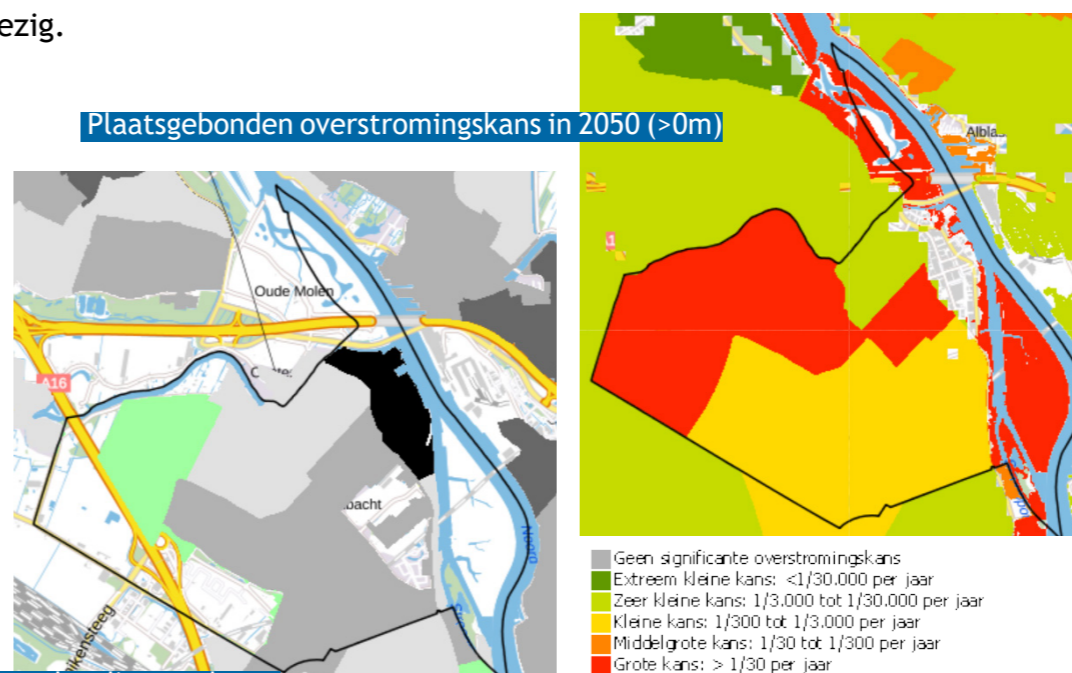 ezig.
Plaatsgebonden overstromingskans in 2050 (>0m)
Albla
Oude Molen
A16
bacht
Noord
ikensteeg
Geen significante overstromingskans
Extreem kleine kans: <1/30.000 per jaar
Zeer kleine kans: 1/3.000 tot 1/30.000 per jaar
Kleine kans: 1/300 tot 1/3.000 per jaar
Middelgrote kans: 1/30 tot 1/300 per jaar
Grote kans: > 1/30 per jaar